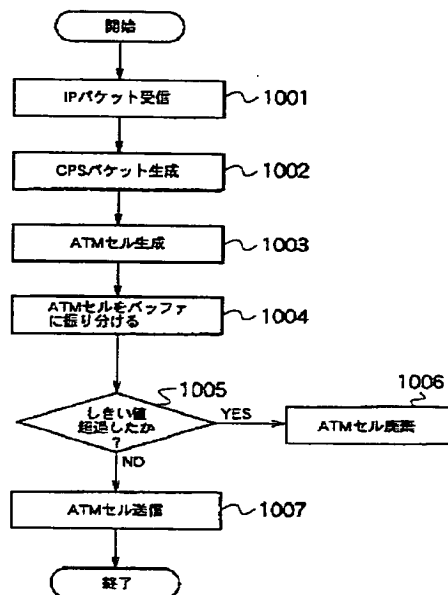 開始
IPパケット受信
1001
CPSパケット生成
1002
ATMセル生成
1003
ATMセルをバッファ
に振り分ける
1004
1005
しきい値
超過したか
?
YES
1006
ATMセル廃棄
NO
ATMセル送信
1007
終了